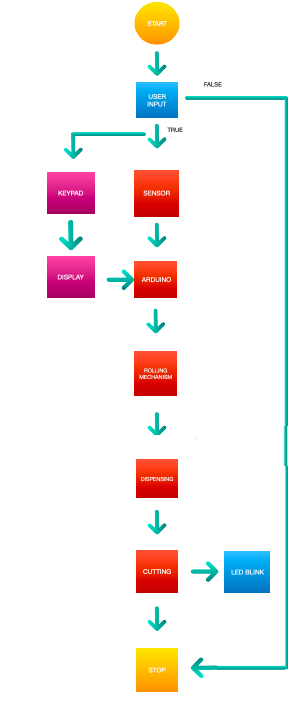 START
USER
INPUT
FALSE
TRUE
KEYPAD
SENSOR
DISPLAY
ARDUINO
ROLLING
MECHANISM
DISPENSING
CUTTING
LED BLINK
STOP